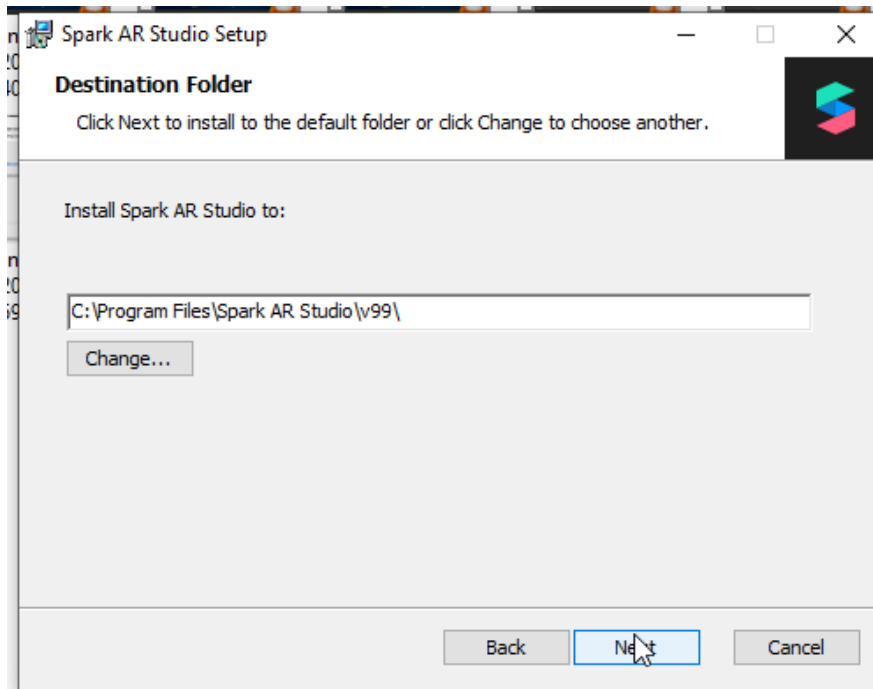 Spark AR Studio Setup
Destination Folder
Click Next to install to the default folder or click Change to choose another.
Install Spark AR Studio to:
C:\Program Files\Spark AR Studio\v99\
Change...
Back
Next
Cancel